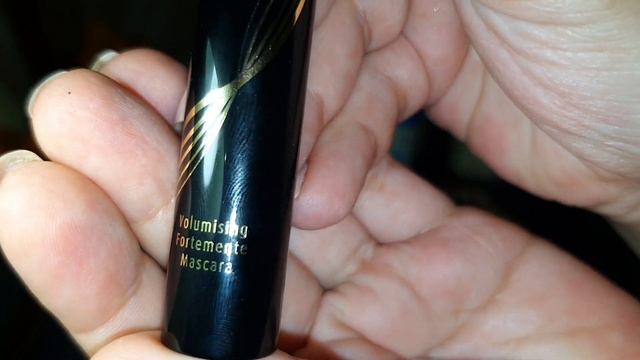 Volumising
Fortemente
Mascara